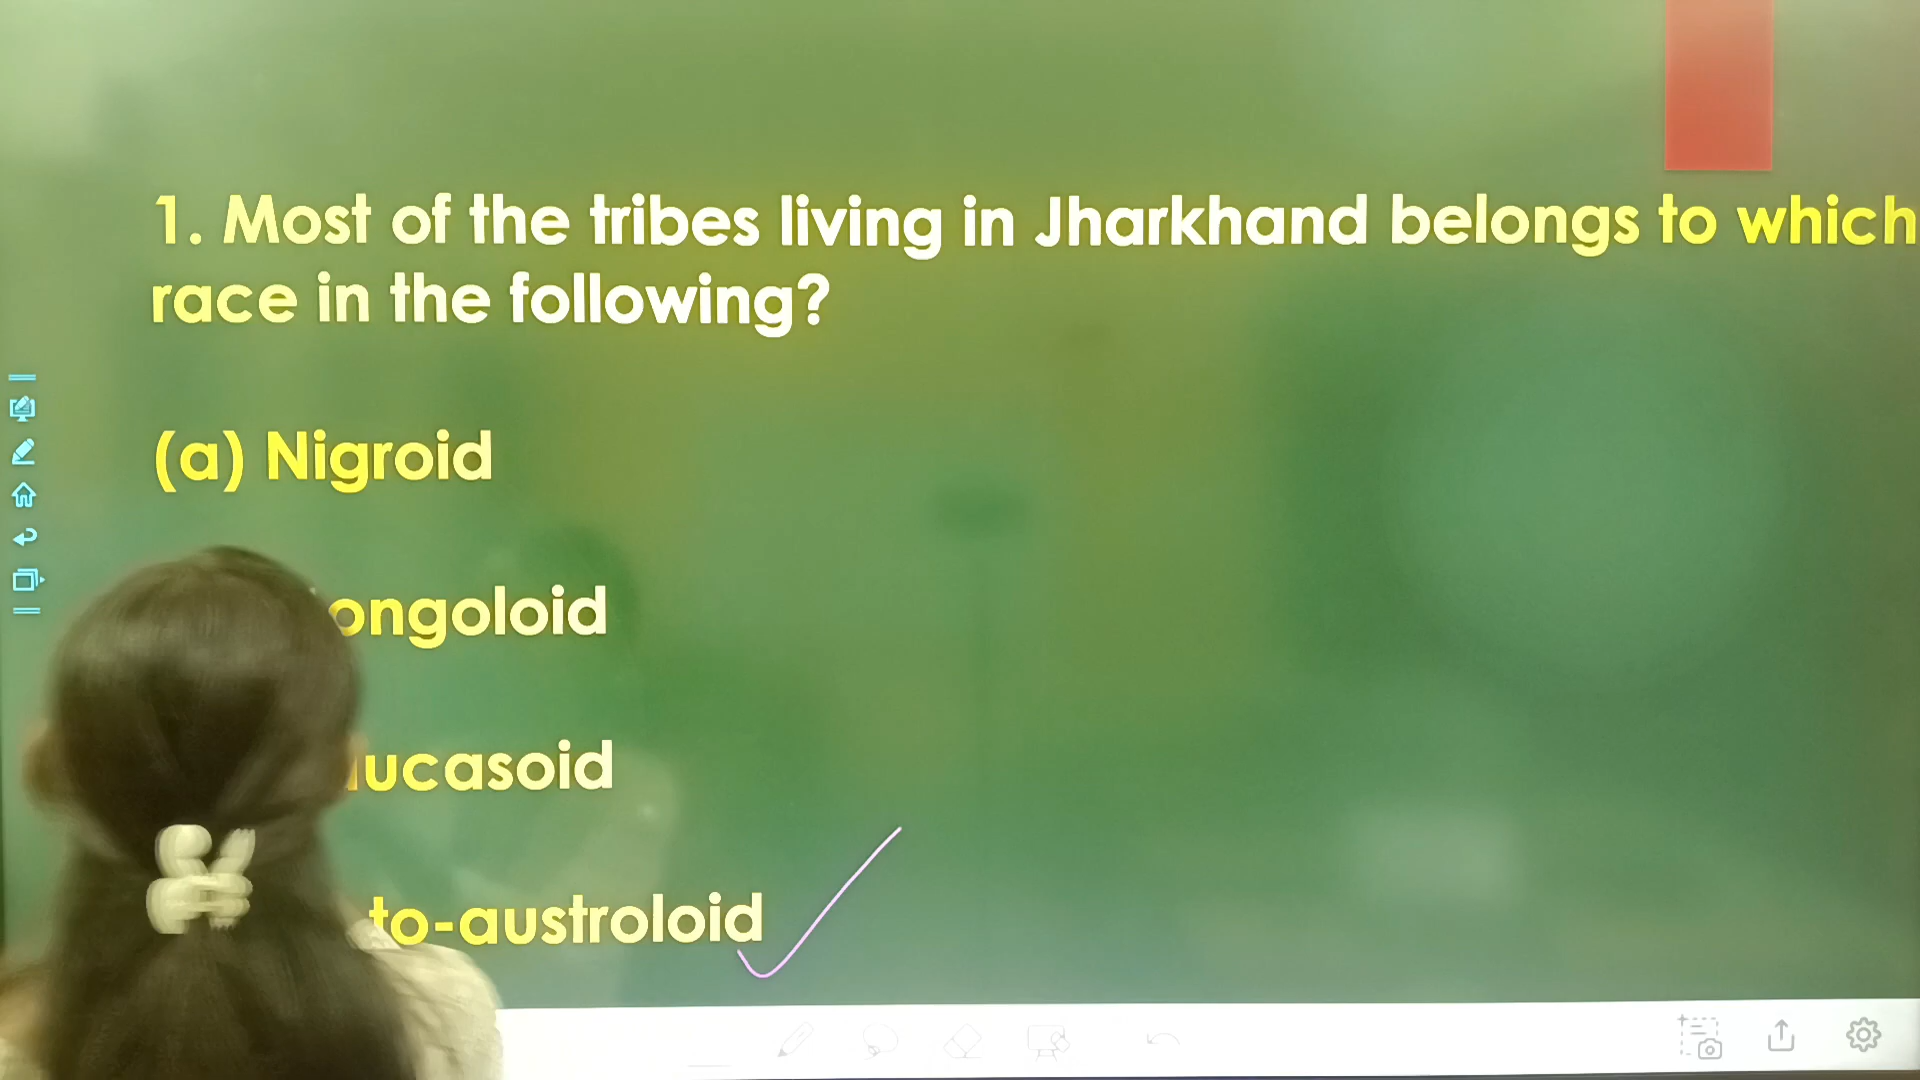 1. Most of the tribes living in Jharkhand belongs to which
race in the following?
(a) Nigroid
ongoloid
ucasoid
to-austroloid